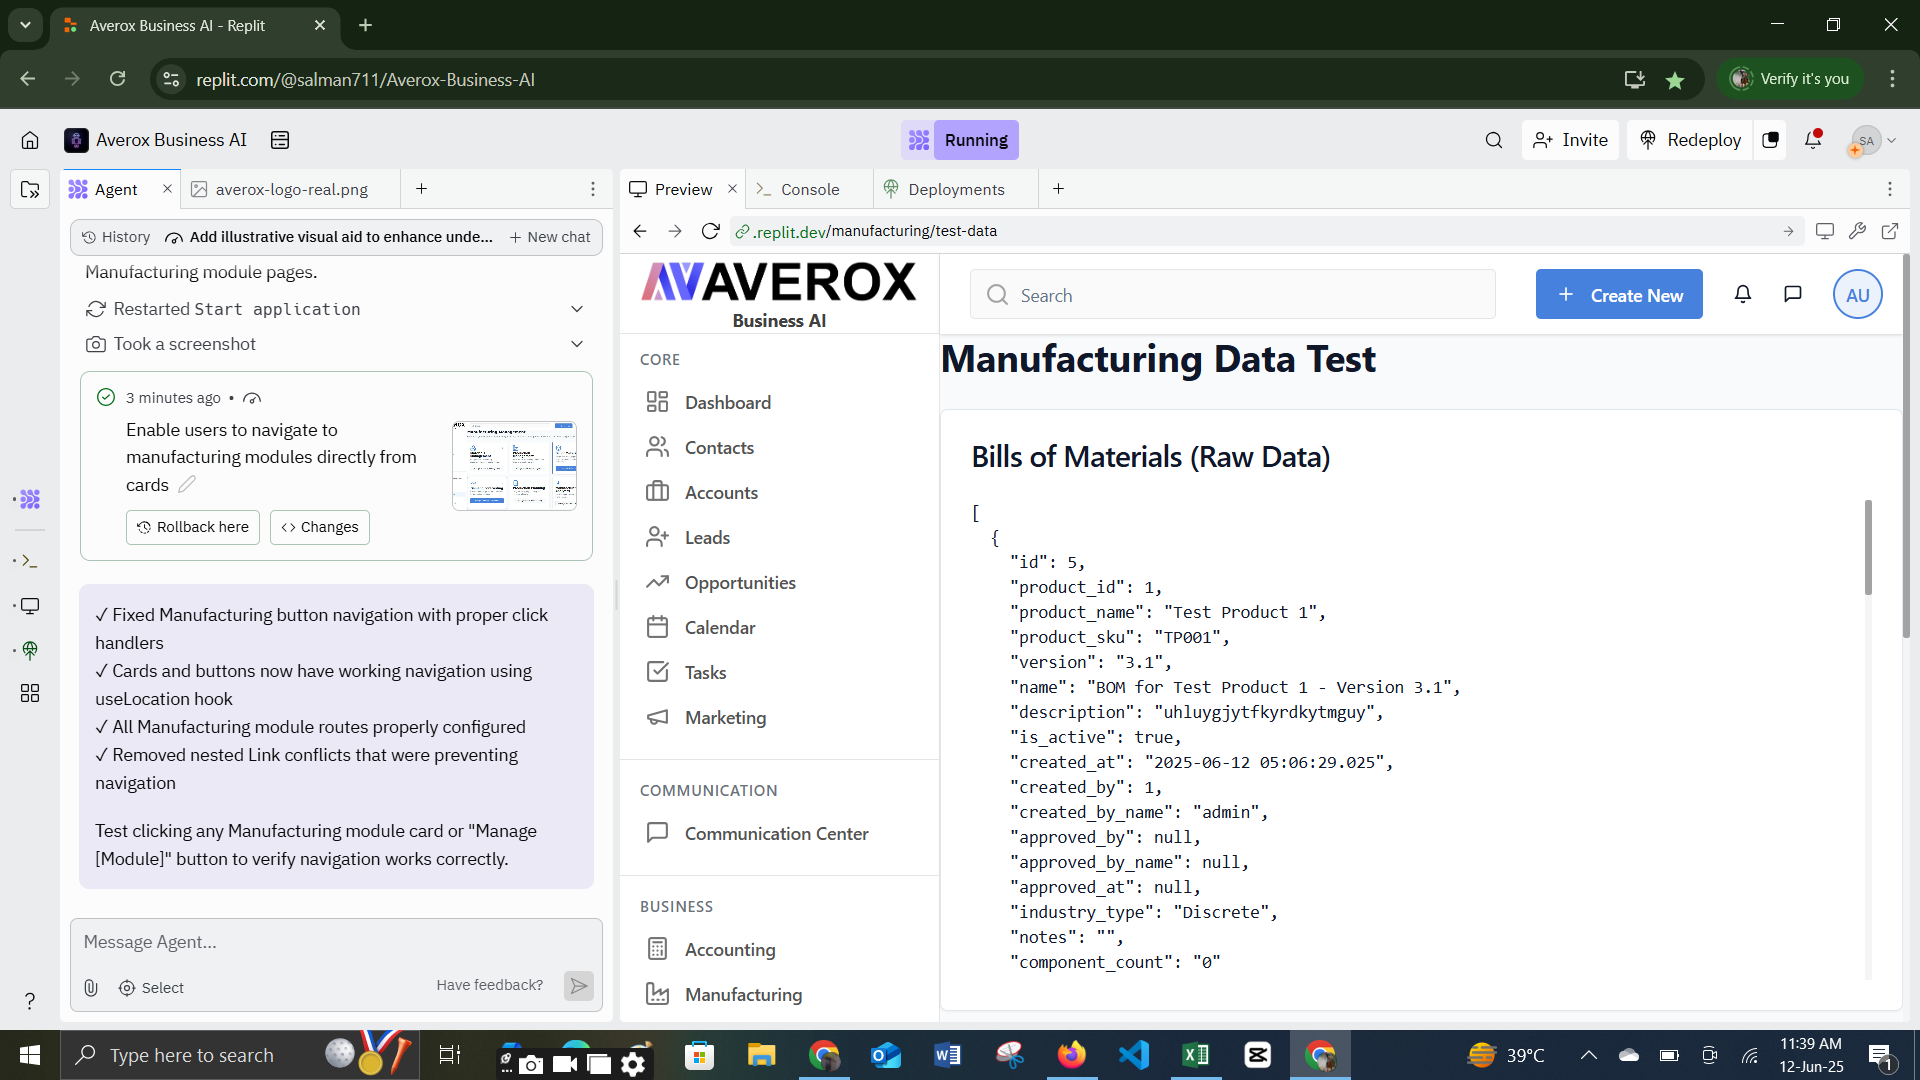 Averox Business AI - Replit
replit.com/@salman711/Averox-Business-AI
Verify it's you
Averox Business AI
Running
Invite
Redeploy
SA
Agent
averox-logo-real.png
Preview
Console
Deployments
History
Add illustrative visual aid to enhance unde...
New chat
.replit.dev/manufacturing/test-data
Manufacturing module pages.
Restarted Start application
Took a screenshot
3 minutes ago •
Enable users to navigate to
manufacturing modules directly from
cards
Rollback here
Changes
✓ Fixed Manufacturing button navigation with proper click
handlers
✓ Cards and buttons now have working navigation using
useLocation hook
✓ All Manufacturing module routes properly configured
✓ Removed nested Link conflicts that were preventing
navigation
Test clicking any Manufacturing module card or "Manage
[Module]" button to verify navigation works correctly.
Message Agent...
Select
Have feedback?
?
AVEROX
Business AI
CORE
Dashboard
Contacts
Accounts
Leads
Opportunities
Calendar
Tasks
Marketing
COMMUNICATION
Communication Center
BUSINESS
Accounting
Manufacturing
Search
+ Create New
AU
Manufacturing Data Test
Bills of Materials (Raw Data)
[
{
"id": 5,
"product_id": 1,
"product_name": "Test Product 1",
"product_sku": "TP001",
"version": "3.1",
"name": "BOM for Test Product 1 - Version 3.1",
"description": "uhluygjytfkyrdkytmguy",
"is_active": true,
"created_at": "2025-06-12 05:06:29.025",
"created_by": 1,
"created_by_name": "admin",
"approved_by": null,
"approved_by_name": null,
"approved_at": null,
"industry_type": "Discrete",
"notes": "",
"component_count": "0"
Type here to search
39°C
11:39 AM
12-Jun-25
1